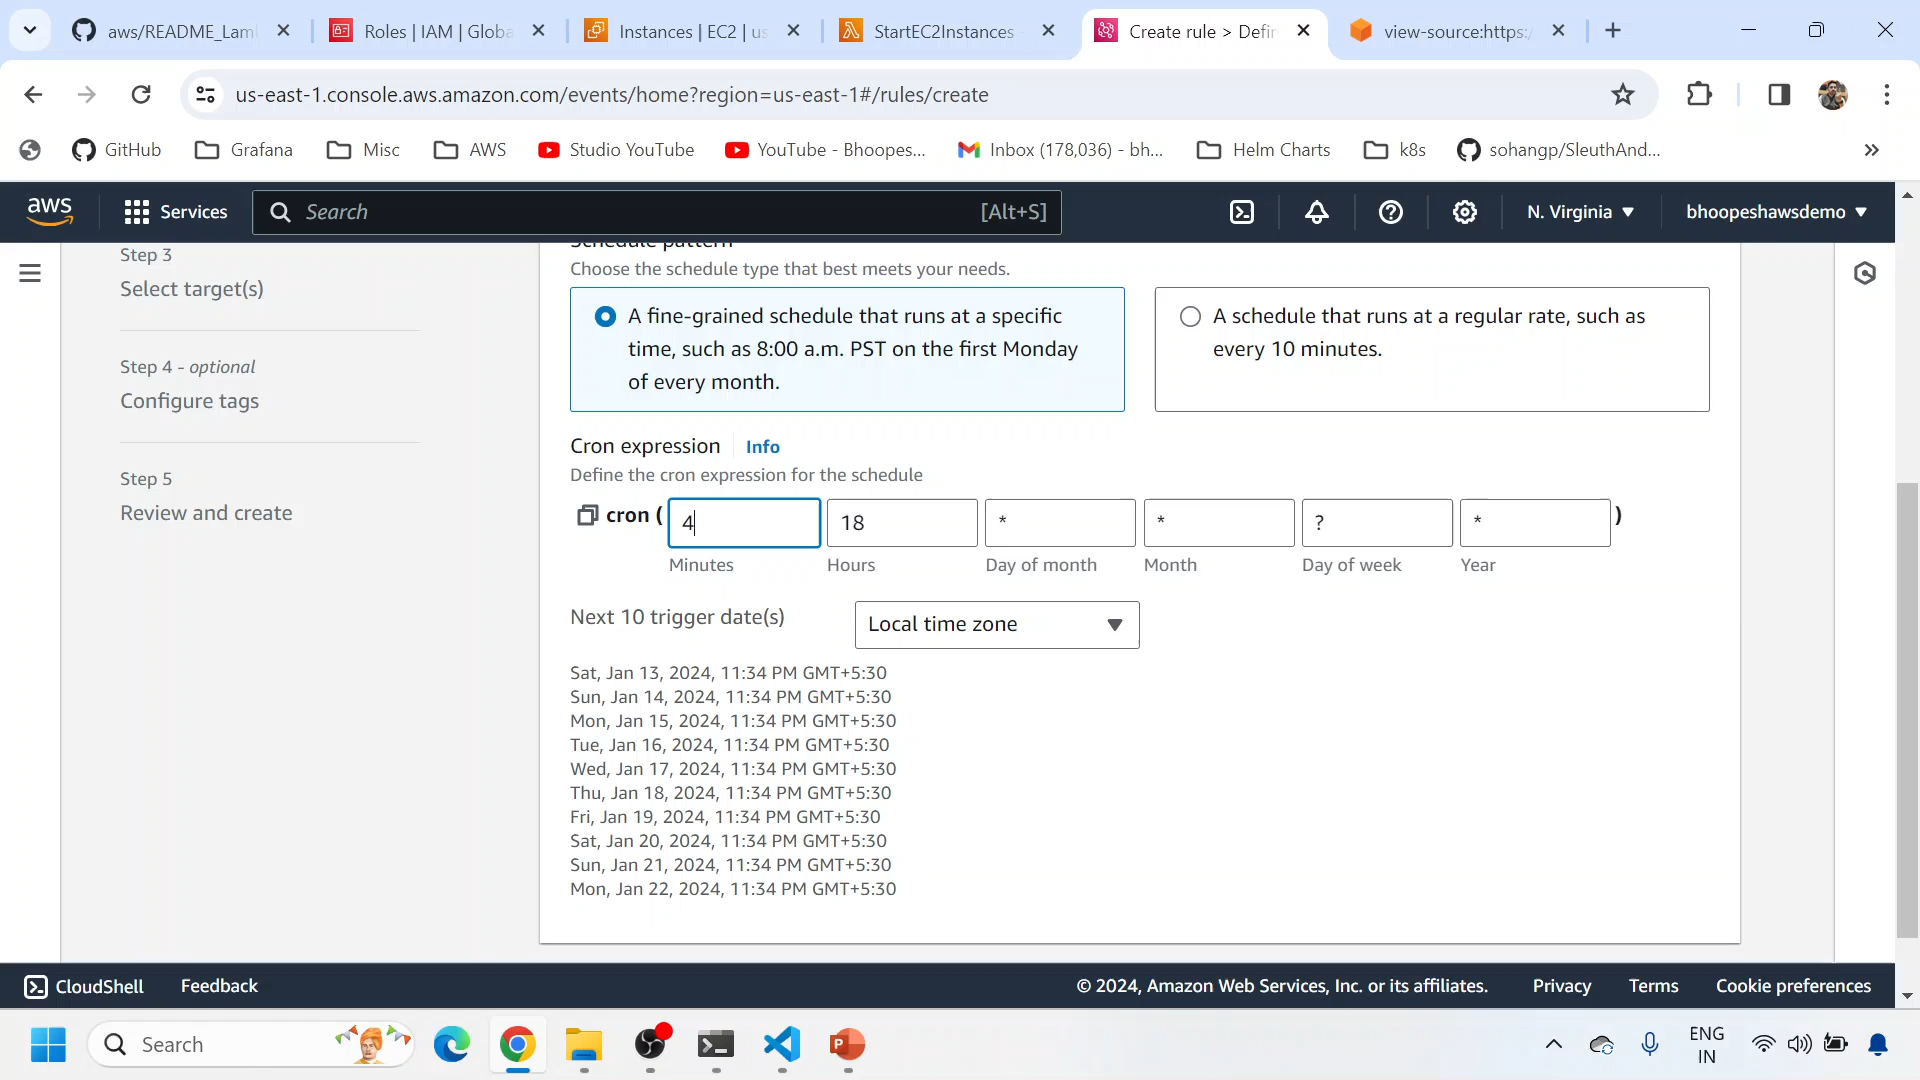 aws/README_Lam
Roles | IAM | Globa
Instances | EC2 | us
StartEC2Instances
Create rule > Defin
view-source:https:/
us-east-1.console.aws.amazon.com/events/home?region=us-east-1#/rules/create
GitHub
Grafana
Misc
AWS
Studio YouTube
YouTube - Bhoopes...
Inbox (178,036) - bh...
Helm Charts
k8s
sohangp/SleuthAnd...
aws
Services
Search
[Alt+S]
N. Virginia
bhoopeshawsdemo
Step 3
Select target(s)
Step 4 - optional
Configure tags
Step 5
Review and create
Schedule pattern
Choose the schedule type that best meets your needs.
A fine-grained schedule that runs at a specific
time, such as 8:00 a.m. PST on the first Monday
of every month.
A schedule that runs at a regular rate, such as
every 10 minutes.
Cron expression
Info
Define the cron expression for the schedule
cron ( 4 18 * * ? * )
Minutes Hours Day of month Month Day of week Year
Next 10 trigger date(s)
Local time zone
Sat, Jan 13, 2024, 11:34 PM GMT+5:30
Sun, Jan 14, 2024, 11:34 PM GMT+5:30
Mon, Jan 15, 2024, 11:34 PM GMT+5:30
Tue, Jan 16, 2024, 11:34 PM GMT+5:30
Wed, Jan 17, 2024, 11:34 PM GMT+5:30
Thu, Jan 18, 2024, 11:34 PM GMT+5:30
Fri, Jan 19, 2024, 11:34 PM GMT+5:30
Sat, Jan 20, 2024, 11:34 PM GMT+5:30
Sun, Jan 21, 2024, 11:34 PM GMT+5:30
Mon, Jan 22, 2024, 11:34 PM GMT+5:30
CloudShell
Feedback
© 2024, Amazon Web Services, Inc. or its affiliates.
Privacy
Terms
Cookie preferences
Search
ENG
IN